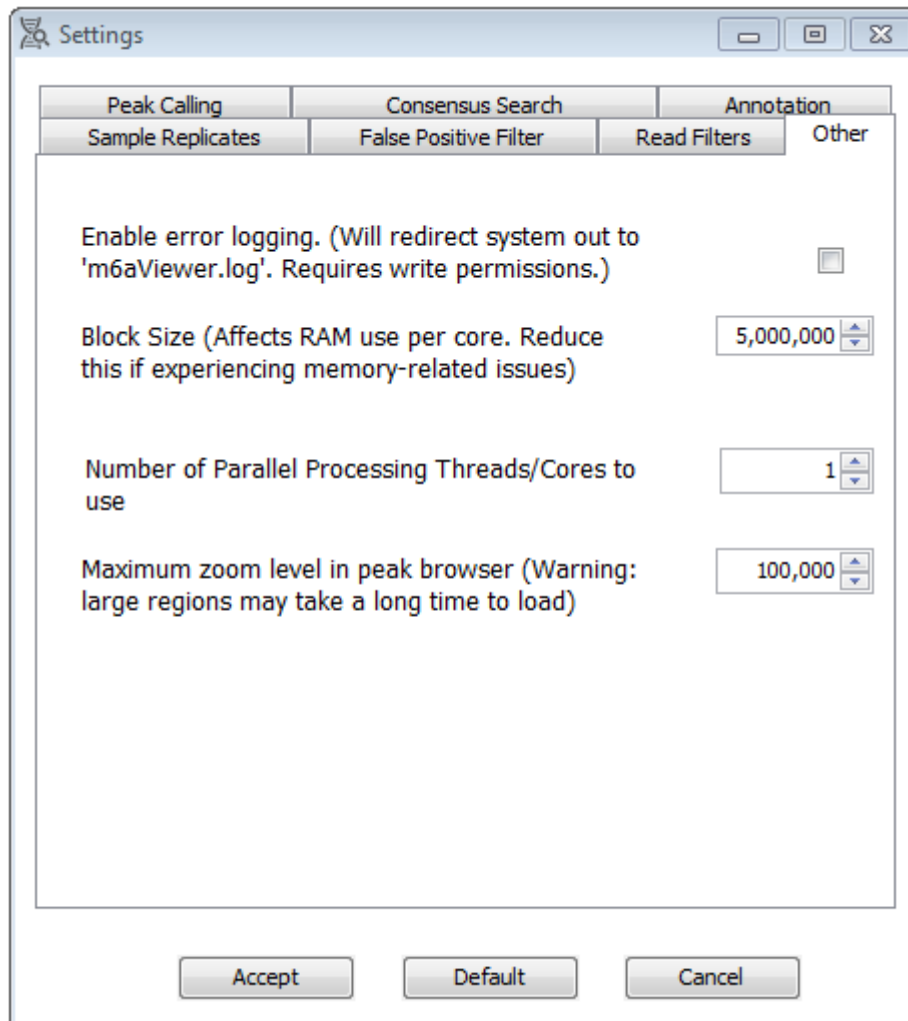 Settings
Peak Calling Consensus Search Annotation
Sample Replicates False Positive Filter Read Filters Other
Enable error logging. (Will redirect system out to
'm6aViewer.log'. Requires write permissions.)
Block Size (Affects RAM use per core. Reduce 5,000,000
this if experiencing memory-related issues)
Number of Parallel Processing Threads/Cores to 1
use
Maximum zoom level in peak browser (Warning: 100,000
large regions may take a long time to load)
Accept Default Cancel